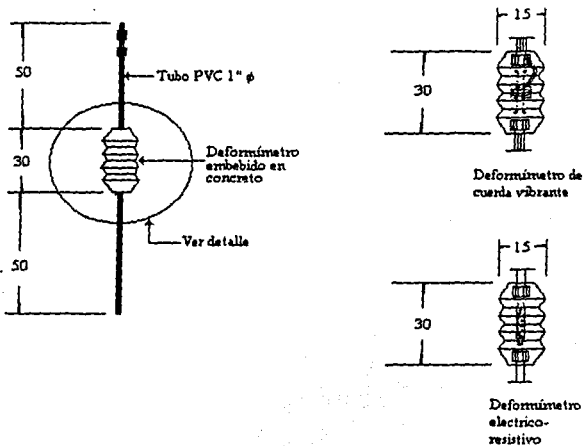 50
30
50
Tubo PVC 1" φ
Deformímetro
embebido en
concreto
Ver detalle
15
30
Deformímetro de
cuerda vibrante
15
30
Deformímetro
electrico-
resistivo